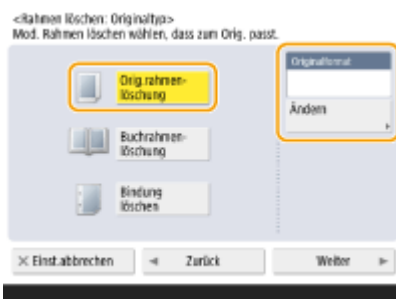 <Rahmen löschen: Originaltyp>
Mod. Rahmen löschen wählen, dass zum Orig. passt.
Orig.rahmen-
löschung
Originalformat
Ändern
Buchrahmen-
löschung
Bindung
löschen
Einst.abbrechen
Zurück
Weiter